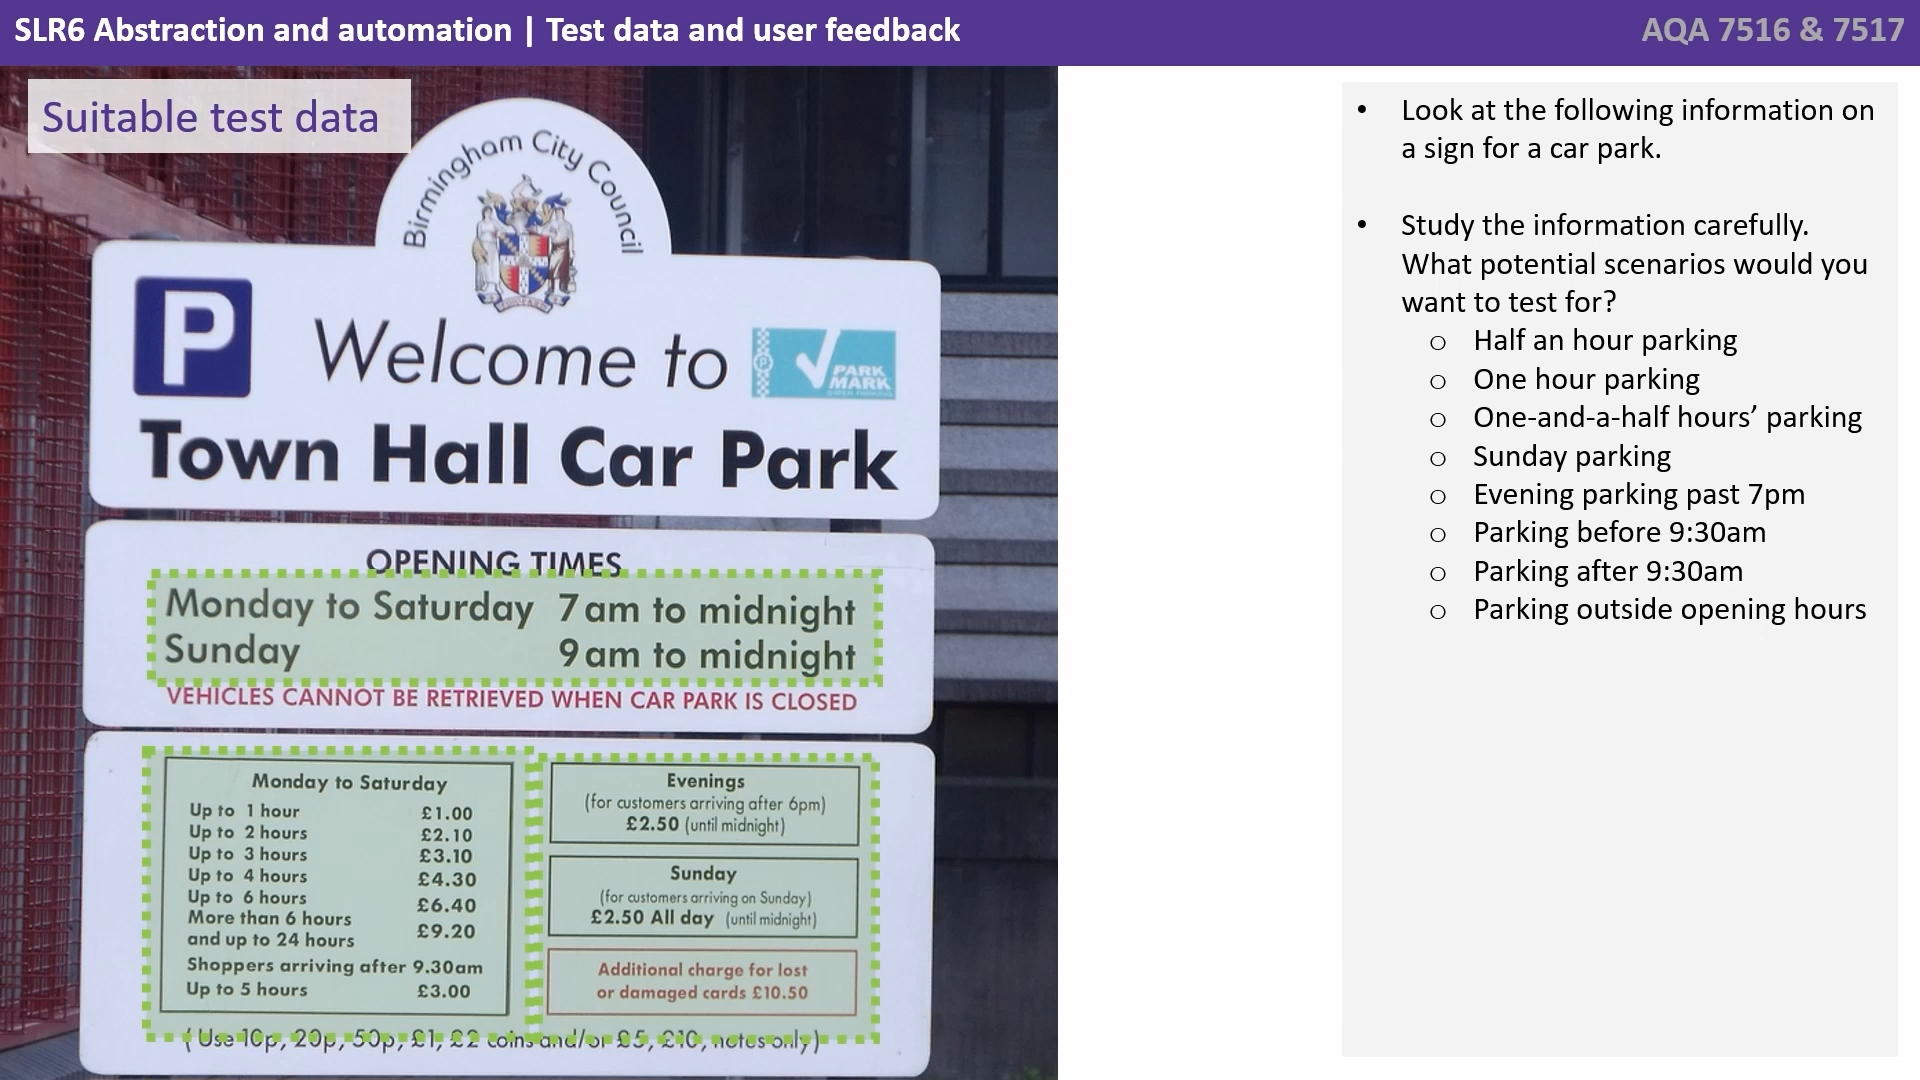 SLR6 Abstraction and automation | Test data and user feedback
AQA 7516 & 7517
Suitable test data
Birmingham City Council
P
Welcome to
P
PARK
MARK
SAFER PARKING
Town Hall Car Park
OPENING TIMES
Monday to Saturday 7am to midnight
Sunday 9am to midnight
VEHICLES CANNOT BE RETRIEVED WHEN CAR PARK IS CLOSED
Monday to Saturday
Up to 1 hour £1.00
Up to 2 hours £2.10
Up to 3 hours £3.10
Up to 4 hours £4.30
Up to 6 hours £6.40
More than 6 hours
and up to 24 hours £9.20
Shoppers arriving after 9.30am
Up to 5 hours £3.00
Evenings
(for customers arriving after 6pm)
£2.50 (until midnight)
Sunday
(for customers arriving on Sunday)
£2.50 All day (until midnight)
Additional charge for lost
or damaged cards £10.50
( Use 10p, 20p, 50p, £1, £2 coins and/or £5, £10, notes only)
• Look at the following information on
a sign for a car park.
• Study the information carefully.
What potential scenarios would you
want to test for?
o Half an hour parking
o One hour parking
o One-and-a-half hours’ parking
o Sunday parking
o Evening parking past 7pm
o Parking before 9:30am
o Parking after 9:30am
o Parking outside opening hours